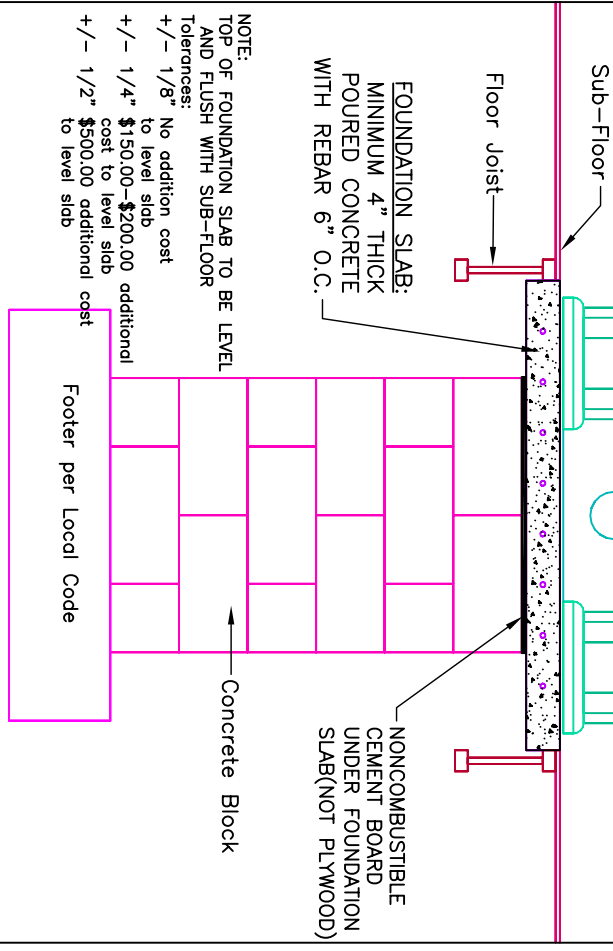 Sub-Floor
Floor Joist
FOUNDATION SLAB:
MINIMUM 4" THICK
POURED CONCRETE
WITH REBAR 6" O.C.
NOTE:
TOP OF FOUNDATION SLAB TO BE LEVEL
AND FLUSH WITH SUB-FLOOR
Tolerances:
+/- 1/8" No addition cost
to level slab
+/- 1/4" $150.00-$200.00 additional
cost to level slab
+/- 1/2" $500.00 additional cost
to level slab
Footer per Local Code
Concrete Block
NONCOMBUSTIBLE
CEMENT BOARD
UNDER FOUNDATION
SLAB(NOT PLYWOOD)